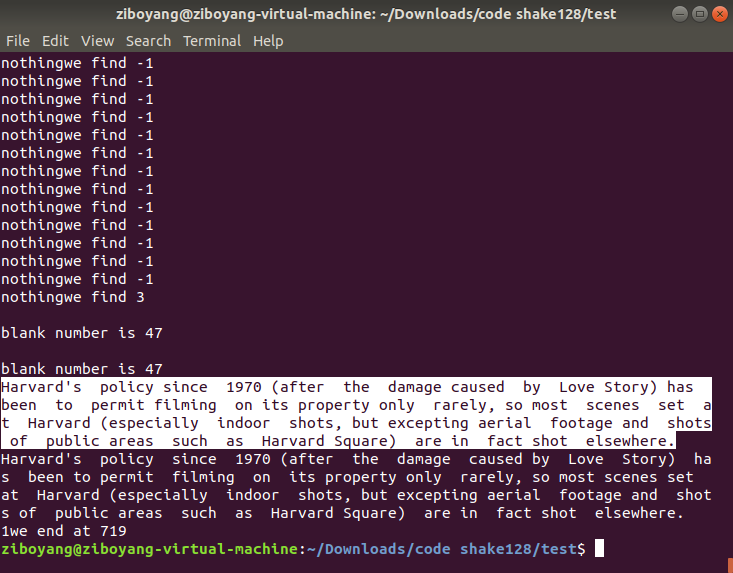 ziboyang@ziboyang-virtual-machine: ~/Downloads/code shake128/test
File Edit View Search Terminal Help
nothingwe find -1
nothingwe find -1
nothingwe find -1
nothingwe find -1
nothingwe find -1
nothingwe find -1
nothingwe find -1
nothingwe find -1
nothingwe find -1
nothingwe find -1
nothingwe find -1
nothingwe find -1
nothingwe find -1
nothingwe find 3
blank number is 47
blank number is 47
Harvard's  policy since  1970 (after  the  damage caused  by  Love Story) has
been  to  permit filming  on its property only  rarely, so most  scenes  set  a
t  Harvard (especially  indoor  shots, but excepting aerial  footage and  shots
 of  public areas  such  as  Harvard Square)  are in  fact shot  elsewhere.
Harvard's  policy  since  1970 (after  the  damage  caused by  Love  Story)  ha
s  been to permit  filming  on  its property only  rarely, so most scenes set
at  Harvard (especially  indoor  shots, but excepting aerial  footage and  shot
s of  public areas  such  as  Harvard Square)  are in  fact shot  elsewhere.
1we end at 719
ziboyang@ziboyang-virtual-machine:~/Downloads/code shake128/test$